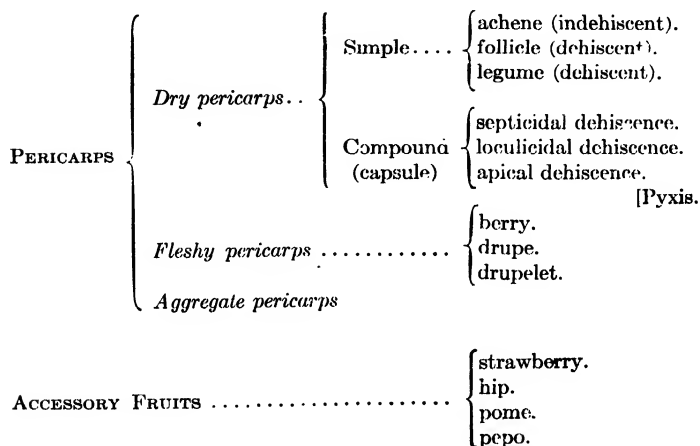 achene (indehiscent).
Simple.... follicle (dehiscent).
legume (dehiscent).
Dry pericarps..
septicidal dehiscence.
Compound loculicidal dehiscence.
(capsule) apical dehiscence.
[Pyxis.
PERICARPS
berry.
Fleshy pericarps ............ drupe.
drupelet.
Aggregate pericarps
strawberry.
hip.
ACCESSORY FRUITS ......................
pome.
pepo.